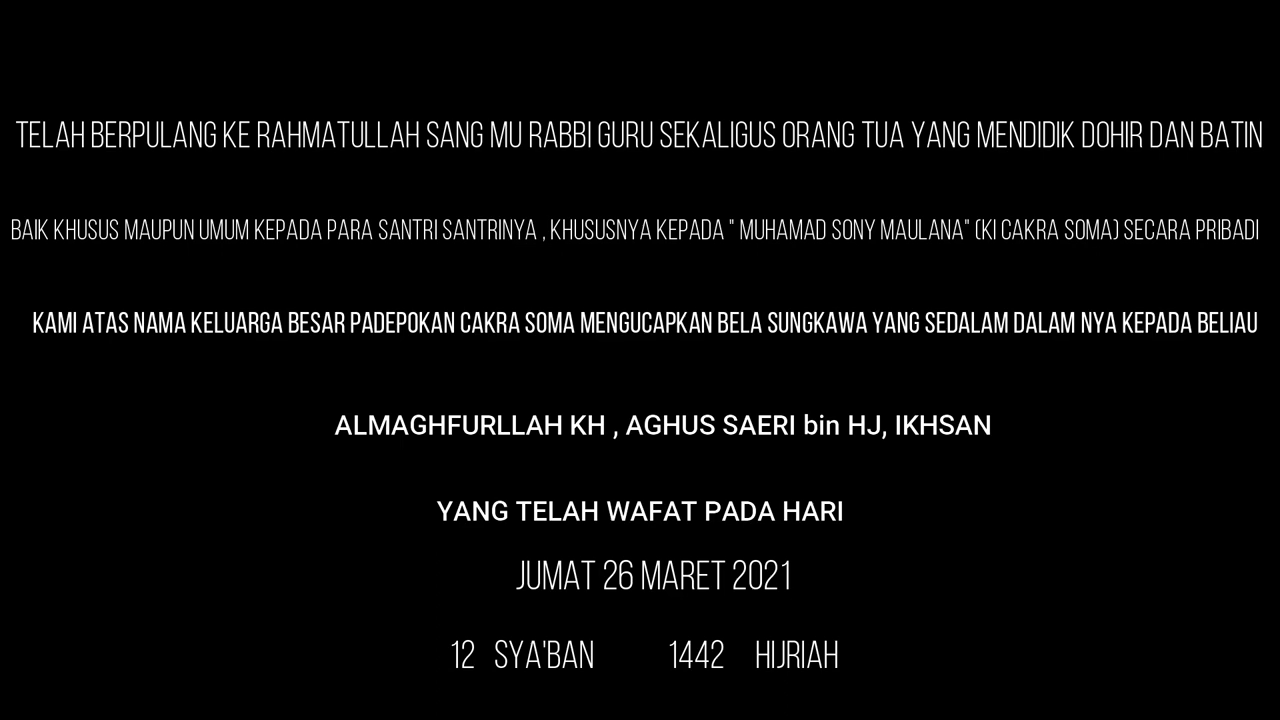 TELAH BERPULANG KE RAHMATULLAH SANG MU RABBI GURU SEKALIGUS ORANG TUA YANG MENDIDIK DOHIR DAN BATIN
BAIK KHUSUS MAUPUN UMUM KEPADA PARA SANTRI SANTRINYA , KHUSUSNYA KEPADA " MUHAMAD SONY MAULANA" (KI CAKRA SOMA) SECARA PRIBADI
KAMI ATAS NAMA KELUARGA BESAR PADEPOKAN CAKRA SOMA MENGUCAPKAN BELA SUNGKAWA YANG SEDALAM DALAM NYA KEPADA BELIAU
ALMAGHFURLLAH KH , AGHUS SAERI bin HJ, IKHSAN
YANG TELAH WAFAT PADA HARI
JUMAT 26 MARET 2021
12 SYA'BAN 1442 HIJRIAH